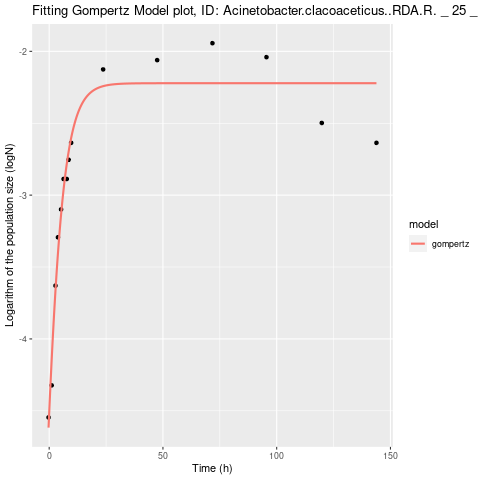 Fitting Gompertz Model plot, ID: Acinetobacter.clacoaceticus..RDA.R. _ 25 _
-2
-3
-4
Logarithm of the population size (logN)
0
50
100
150
Time (h)
model
gompertz